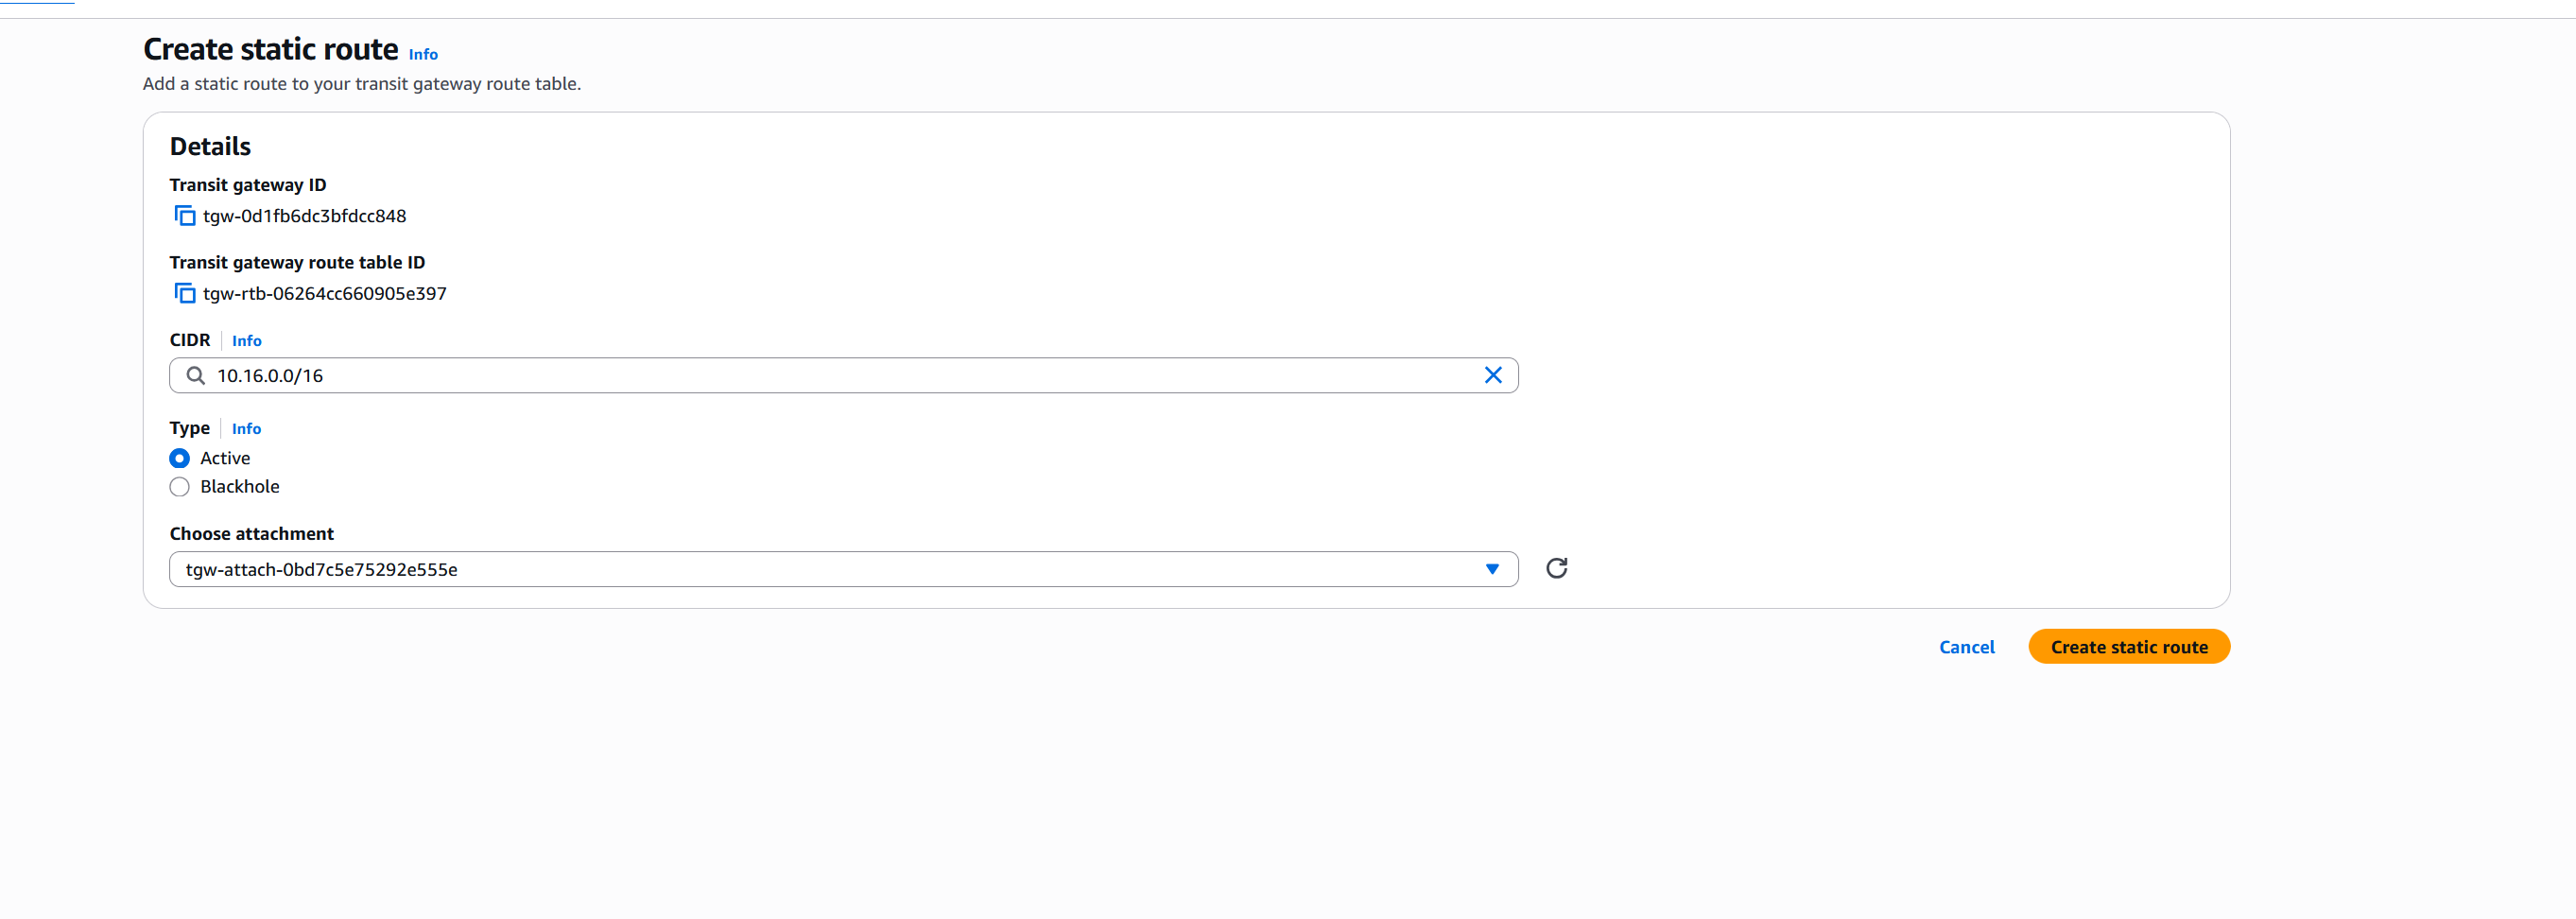 Create static route Info
Add a static route to your transit gateway route table.
Details
Transit gateway ID
tgw-0d1fb6dc3bfdcc848
Transit gateway route table ID
tgw-rtb-06264cc660905e397
CIDR Info
10.16.0.0/16
Type Info
Active
Blackhole
Choose attachment
tgw-attach-0bd7c5e75292e555e
Cancel Create static route